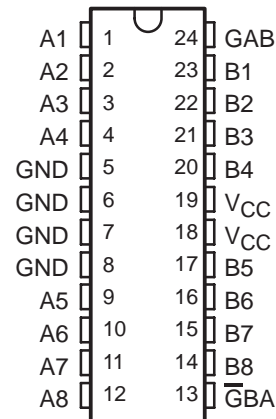 A1 1 24 GAB
A2 2 23 B1
A3 3 22 B2
A4 4 21 B3
GND 5 20 B4
GND 6 19 VCC
GND 7 18 VCC
GND 8 17 B5
A5 9 16 B6
A6 10 15 B7
A7 11 14 B8
A8 12 13 G̅BA